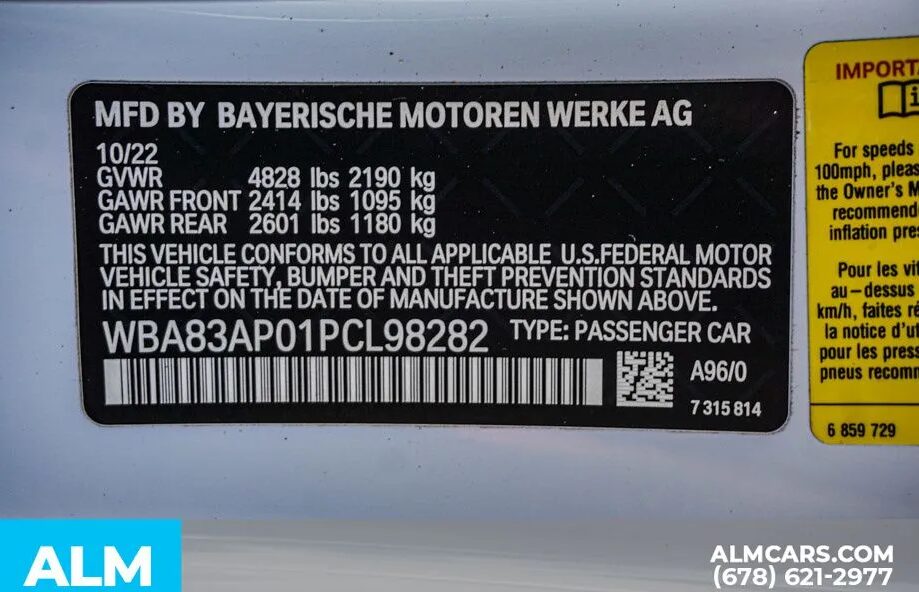 MFD BY BAYERISCHE MOTOREN WERKE AG
10/22
GVWR 4828 lbs 2190 kg
GAWR FRONT 2414 lbs 1095 kg
GAWR REAR 2601 lbs 1180 kg
THIS VEHICLE CONFORMS TO ALL APPLICABLE U.S.FEDERAL MOTOR
VEHICLE SAFETY, BUMPER AND THEFT PREVENTION STANDARDS
IN EFFECT ON THE DATE OF MANUFACTURE SHOWN ABOVE.
WBA83AP01PCL98282 TYPE: PASSENGER CAR
A96/0
7 315 814
IMPORTA
For speeds
100mph, pleas
the Owner's M
recommend
inflation pres
Pour les vit
au-dessus
km/h, faites ré
la notice d'ut
pour les press
pneus recomm
6 859 729
ALM
ALMCARS.COM
(678) 621-2977